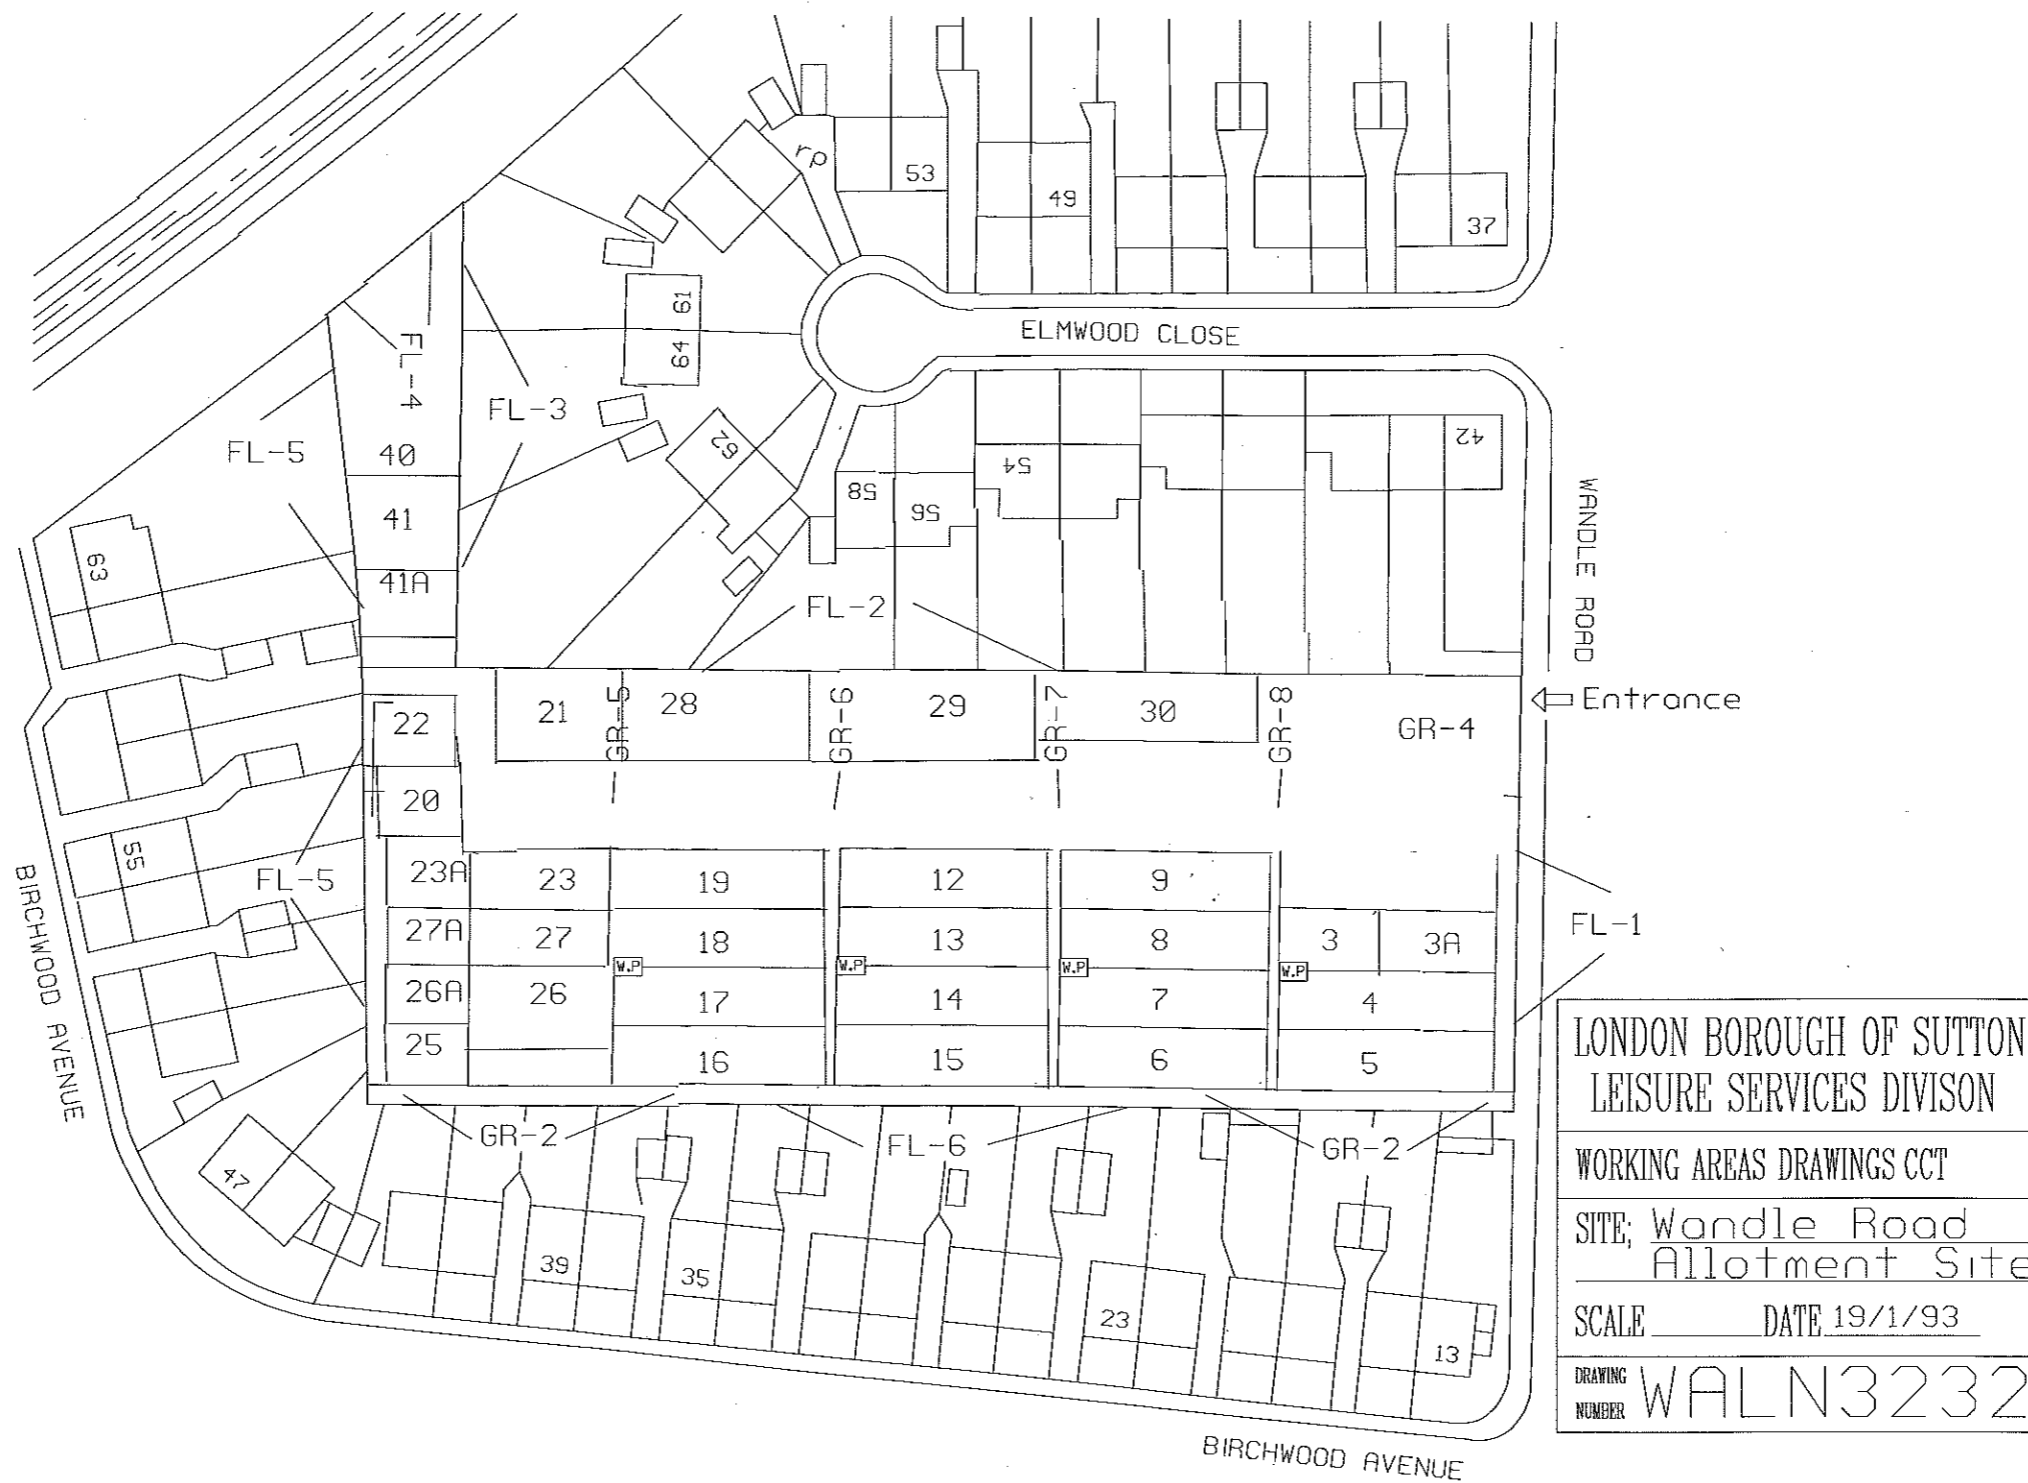 rp
53
49
37
61
64
ELMWOOD CLOSE
FL-4
FL-3
FL-5
40
62
42
54
58
56
41
41A
63
WANDLE ROAD
FL-2
Entrance
22
21
GR-5
28
GR-6
29
GR-7
30
GR-8
GR-4
20
55
FL-5
23A
23
19
12
9
FL-1
27A
27
18
13
8
3
3A
W.P
W.P
W.P
W.P
26A
26
17
14
7
4
25
16
15
6
5
BIRCHWOOD AVENUE
GR-2
FL-6
GR-2
47
39
35
23
13
BIRCHWOOD AVENUE
LONDON BOROUGH OF SUTTON
LEISURE SERVICES DIVISON
WORKING AREAS DRAWINGS CCT
SITE; Wandle Road
Allotment Site
SCALE DATE 19/1/93
DRAWING
NUMBER WALN3232